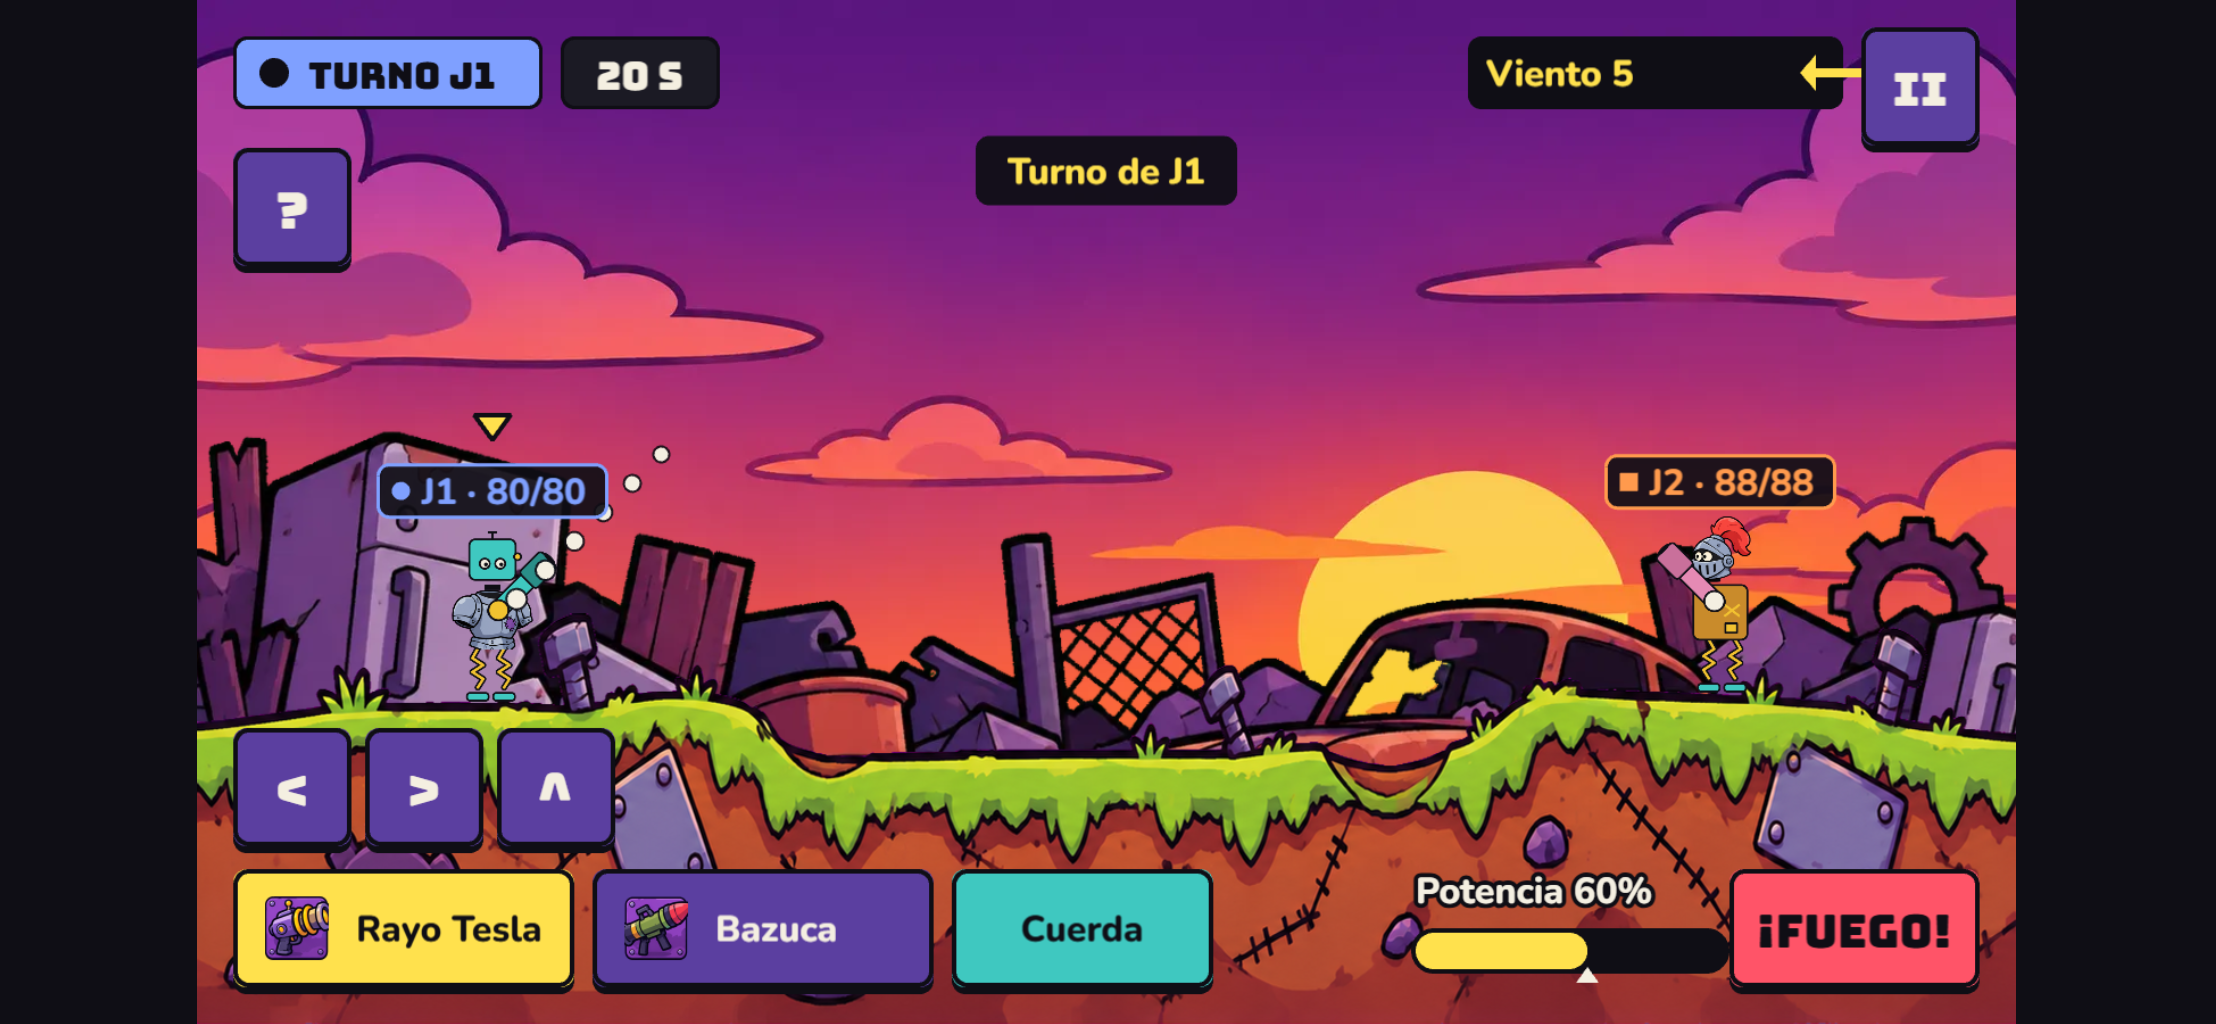 TURNO J1
20 S
Viento 5
II
?
Turno de J1
J1 · 80/80
J2 · 88/88
< > ^
Rayo Tesla
Bazuca
Cuerda
Potencia 60%
¡FUEGO!